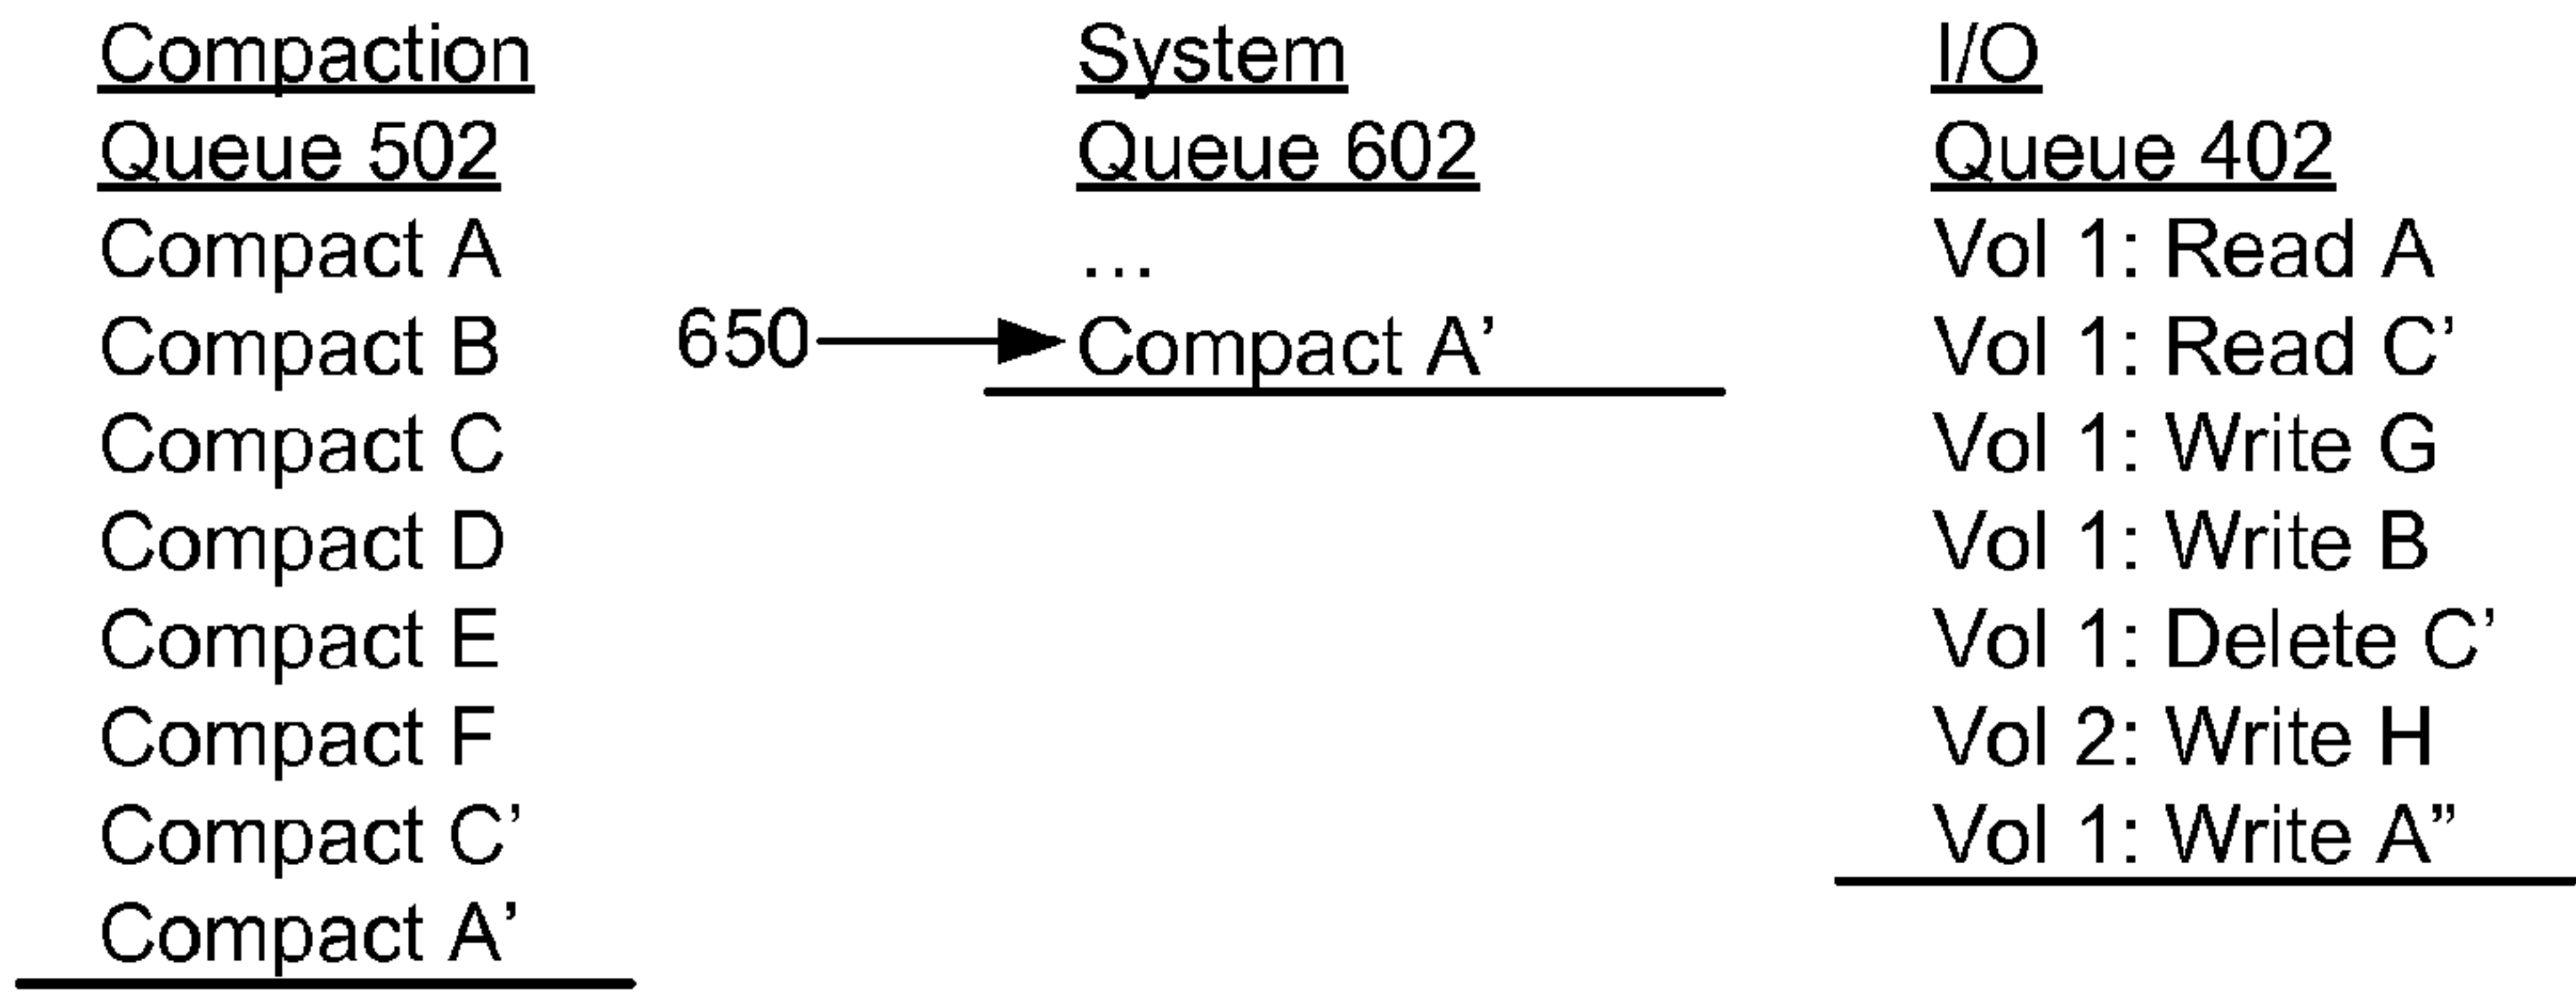 Compaction
Queue 502
Compact A
Compact B
Compact C
Compact D
Compact E
Compact F
Compact C’
Compact A’
650
System
Queue 602
...
Compact A’
I/O
Queue 402
Vol 1: Read A
Vol 1: Read C’
Vol 1: Write G
Vol 1: Write B
Vol 1: Delete C’
Vol 2: Write H
Vol 1: Write A”